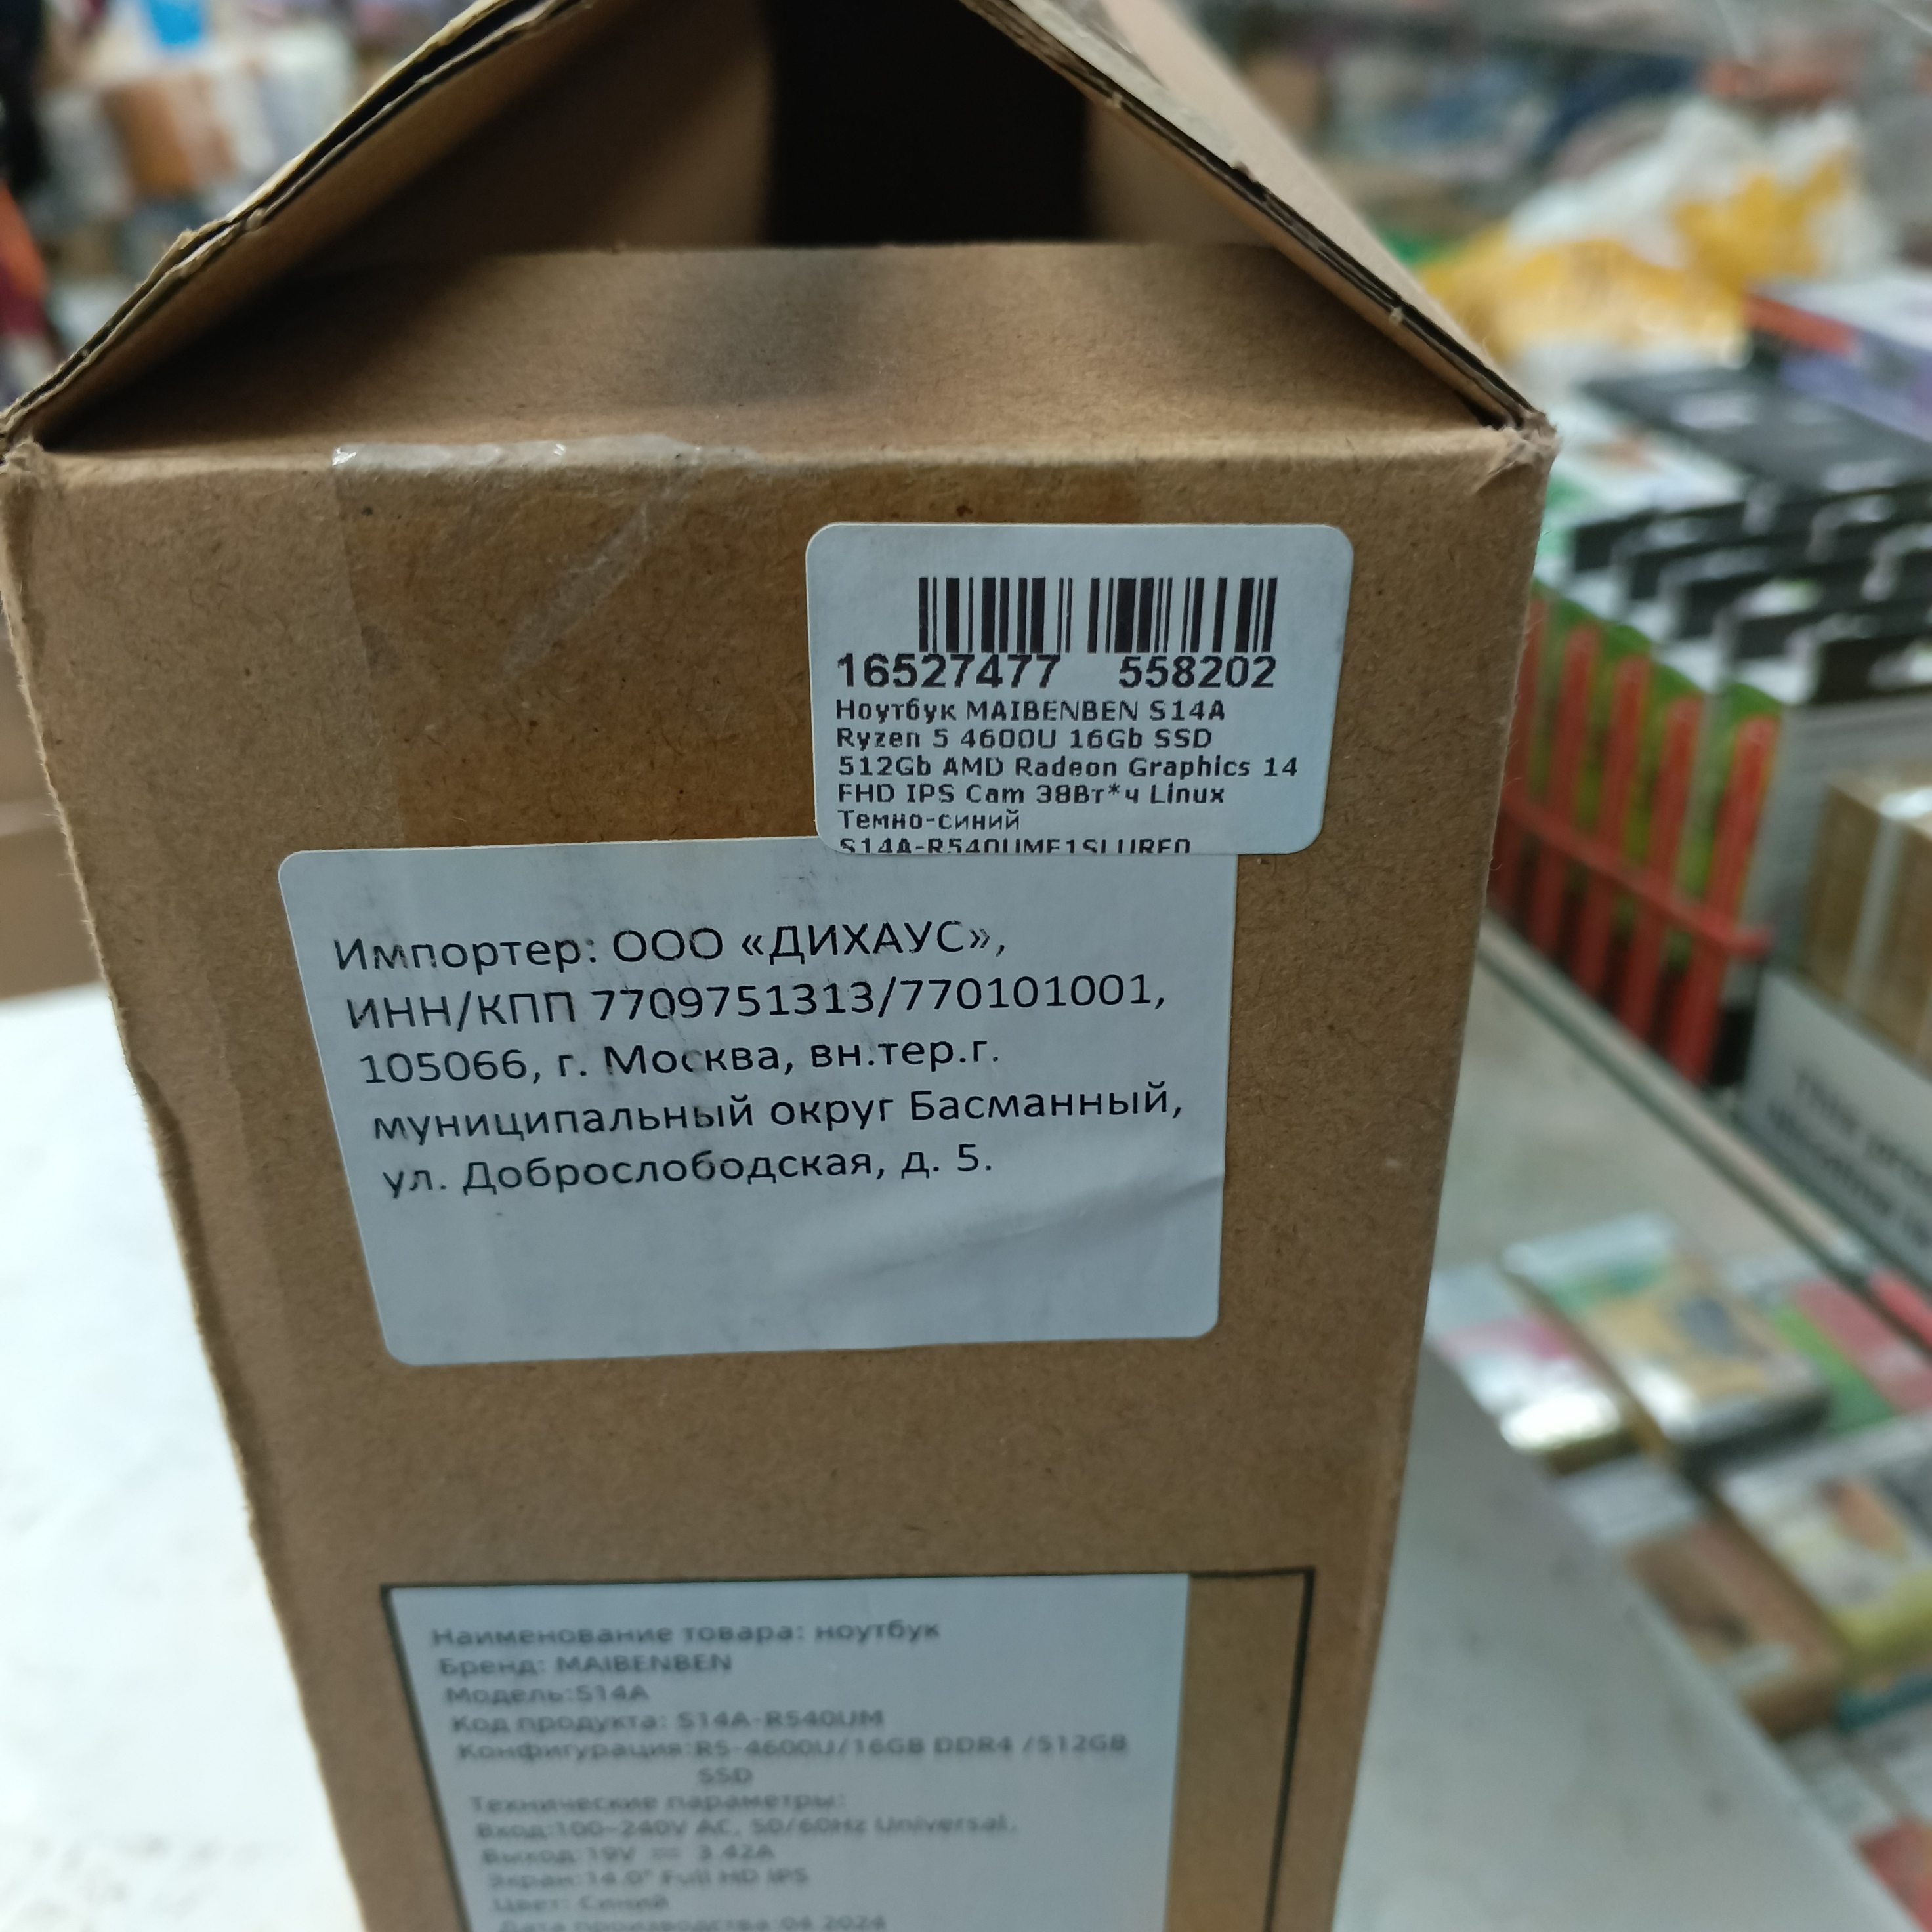 16527477 558202
Ноутбук MAIBENBEN S14A
Ryzen 5 4600U 16Gb SSD
512Gb AMD Radeon Graphics 14
FHD IPS Cam 38Вт*ч Linux
Темно-синий
Импортер: ООО «ДИХАУС»,
ИНН/КПП 7709751313/770101001,
105066, г. Москва, вн.тер.г.
муниципальный округ Басманный,
ул. Доброслободская, д. 5.
Наименование товара: ноутбук
Бренд: MAIBENBEN
Модель:S14A
Код продукта: S14A-R540UM
Конфигурация:R5-4600U/16GB DDR4 /512GB
SSD
Технические параметры:
Вход:100-240V AC, 50/60Hz Universal,
Выход:19V ⎓ 3.42A
Экран:14.0" Full HD IPS
Цвет: Синий
Дата производства:04.2024